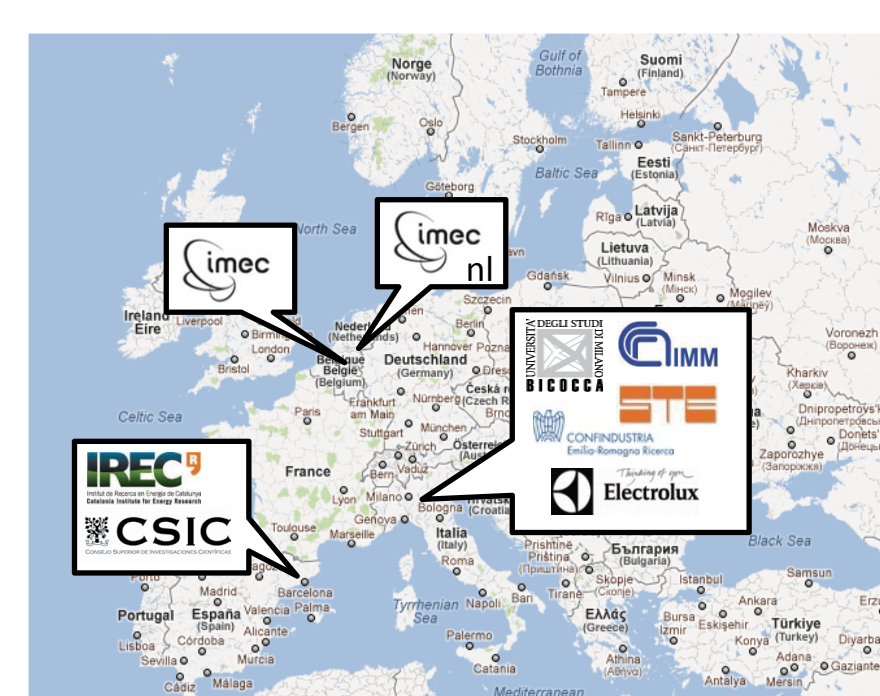 Norge
(Norway)
Gulf of
Bothnia
Suomi
(Finland)
Tampere
Helsinki
Bergen
Oslo
Stockholm
Tallinn
Sankt-Peterburg
(Санкт-Петербург)
Eesti
(Estonia)
Baltic Sea
Göteborg
Rīga
Latvija
(Latvia)
Moskva
(Москва)
North Sea
imec
imec
nl
Lietuva
(Lithuania)
Vilnius
Minsk
(Мінск)
Gdańsk
Mogilev
Szczecin
Ireland
Éire
Liverpool
Berlin
Hannover
London
Bristol
(Belgium)
België
Deutschland
(Germany)
Voronezh
(Воронеж)
Kharkiv
(Харків)
Celtic Sea
Paris
Frankfurt
am Main
Nürnberg
Stuttgart
München
Zürich
Bern
Vaduz
Dnipropetrovs'k
Donets'
Zaporozhye
(Запоріжжя)
UNIVERSITÀ
DEGLI STUDI
DI MILANO
BICOCCA
IMM
STE
CONFINDUSTRIA
Emilia-Romagna Ricerca
Thinking of you
Electrolux
IREC R
Institut de Recerca en Energia de Catalunya
Catalonia Institute for Energy Research
CSIC
CONSEJO SUPERIOR DE INVESTIGACIONES CIENTÍFICAS
France
Lyon
Milano
Genova
Bologna
(Croatia)
Toulouse
Marseille
Italia
(Italy)
Roma
Prishtinë
Priština
(Приштина)
България
(Bulgaria)
Black Sea
Skopje
(Скопје)
Istanbul
Samsun
Porto
Madrid
Barcelona
Portugal
España
(Spain)
Valencia
Palma
Tyrrhenian
Sea
Napoli
Bari
Tiranë
Ελλάς
(Greece)
Bursa
Ankara
Eskişehir
İzmir
Türkiye
(Turkey)
Konya
Lisboa
Córdoba
Alicante
Murcia
Sevilla
Cádiz
Málaga
Palermo
Catania
Athina
(Αθήνα)
Adana
Antalya
Mersin
Mediterranean